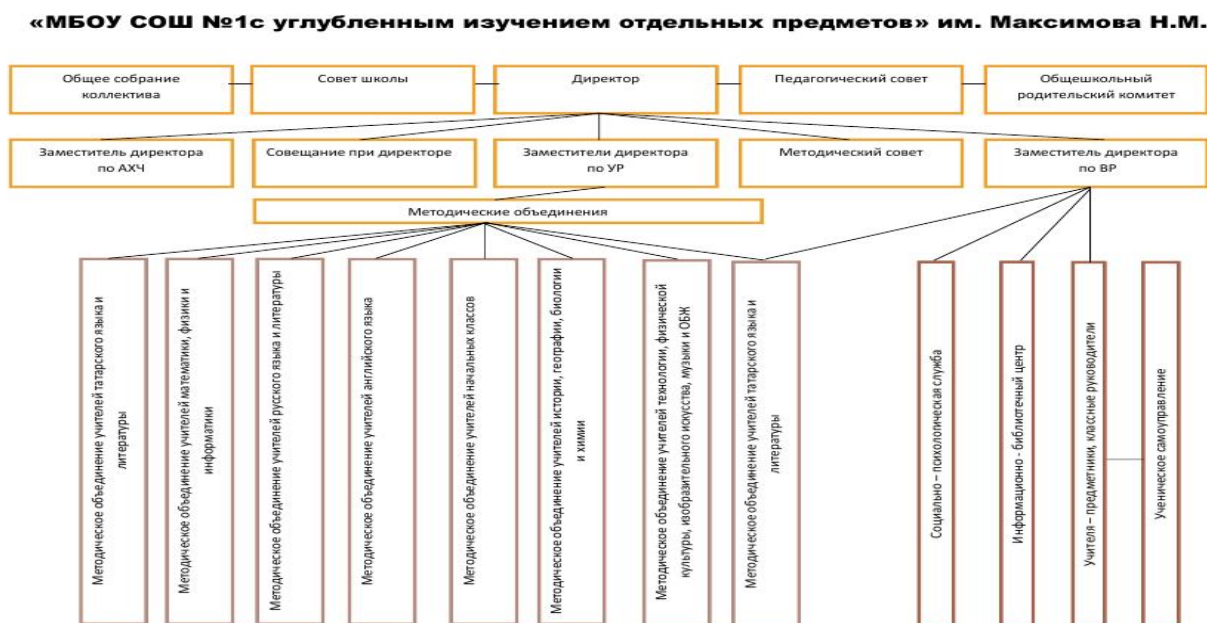 «МБОУ СОШ №1с углубленным изучением отдельных предметов» им. Максимова Н.М.
Общее собрание
коллектива
Совет школы
Директор
Педагогический совет
Общешкольный
родительский комитет
Заместитель директора
по АХЧ
Совещание при директоре
Заместители директора
по УР
Методический совет
Заместитель директора
по ВР
Методические объединения
Методическое объединение учителей татарского языка и
литературы
Методическое объединение учителей математики, физики и
информатики
Методическое объединение учителей русского языка и литературы
Методическое объединение учителей английского языка
Методическое объединение учителей начальных классов
Методическое объединение учителей истории, географии, биологии
и химии
Методическое объединение учителей технологии, физической
культуры, изобразительного искусства, музыки и ОБЖ
Методическое объединение учителей татарского языка и
литературы
Социально – психологическая служба
Информационно - библиотечный центр
Учителя – предметники, классные руководители
Ученическое самоуправление